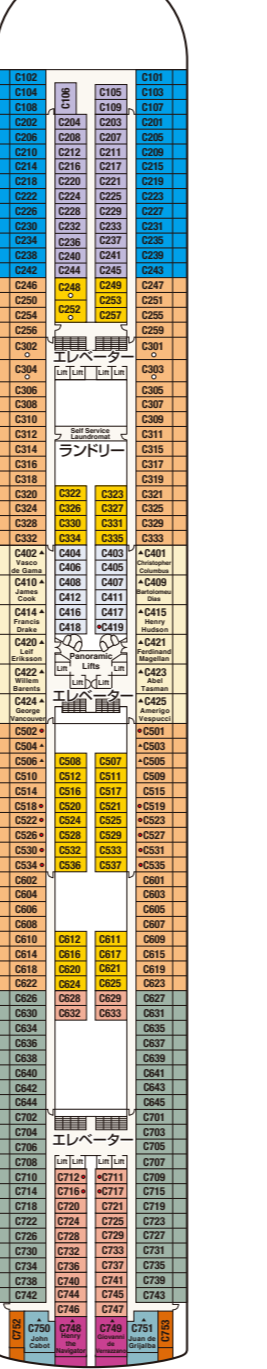 C102 C101
C104 C106 C105 C103
C108 C109 C107
C202 C204 C203 C201
C206 C208 C207 C205
C210 C212 C211 C209
C214 C216 C217 C215
C218 C220 C221 C219
C222 C224 C225 C223
C226 C228 C229 C227
C230 C232 C233 C231
C234 C236 C237 C235
C238 C240 C241 C239
C242 C244 C245 C243
C246 C248 C249 C247
C250 C253 C251
C254 C252 C257 C255
C256 C259
C302 C301
エレベーター
C304 Lift Lift Lift Lift C303
C306 C305
C308 C307
C310 C309
C312 Self Service Laundromat C311
C314 ランドリー C315
C316 C317
C318 C319
C320 C322 C323 C321
C324 C326 C327 C325
C328 C330 C331 C329
C332 C334 C335 C333
C402 Vasco de Gama C404 C403 C401 Christopher Columbus
C406 C405
C410 James Cook C408 C407 C409 Bartolomeu Dias
C412 C411
C414 Francis Drake C416 C417 C415 Henry Hudson
C418 C419
C420 Leif Eriksson C421 Ferdinand Magellan
Panoramic Lifts
C422 Willem Barents Lift Lift C423 Abel Tasman
Lift Lift
エレベーター
C424 George Vancouver C425 Amerigo Vespucci
C502 C501
C504 C503
C506 C508 C507 C505
C510 C512 C511 C509
C514 C516 C517 C515
C518 C520 C521 C519
C522 C524 C525 C523
C526 C528 C529 C527
C530 C532 C533 C531
C534 C536 C537 C535
C602 C601
C604 C603
C606 C605
C608 C607
C610 C612 C611 C609
C614 C616 C617 C615
C618 C620 C621 C619
C622 C624 C625 C623
C626 C628 C629 C627
C630 C632 C633 C631
C634 C635
C636 C637
C638 C639
C640 C641
C642 C643
C644 C645
C702 C701
C704 C703
エレベーター
C706 C705
C708 Lift Lift Lift Lift C707
C710 C712 C711 C709
C714 C716 C717 C715
C718 C720 C721 C719
C722 C724 C725 C723
C726 C728 C729 C727
C730 C732 C733 C731
C734 C736 C737 C735
C738 C740 C741 C739
C742 C744 C745 C743
C746 C747
C752 C750 John Cabot C748 Henry the Navigator C749 Giovanni da Verrazano C751 Juan de Grijalba C753